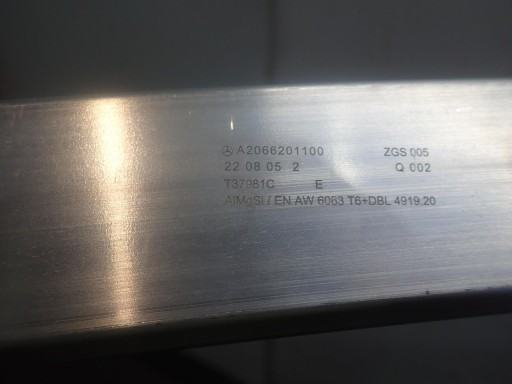 A2066201100 ZGS 005
22 08 05 2 Q 002
T37981C E
AlMgSi / EN AW 6063 T6+DBL 4919.20